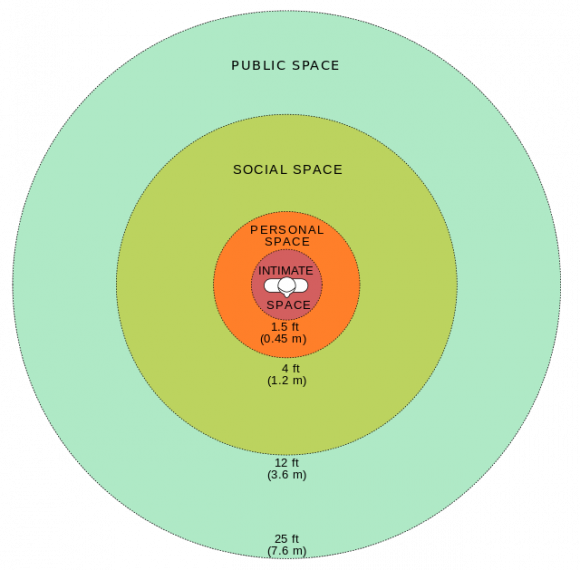 PUBLIC SPACE
SOCIAL SPACE
PERSONAL
SPACE
INTIMATE
SPACE
1.5 ft
(0.45 m)
4 ft
(1.2 m)
12 ft
(3.6 m)
25 ft
(7.6 m)